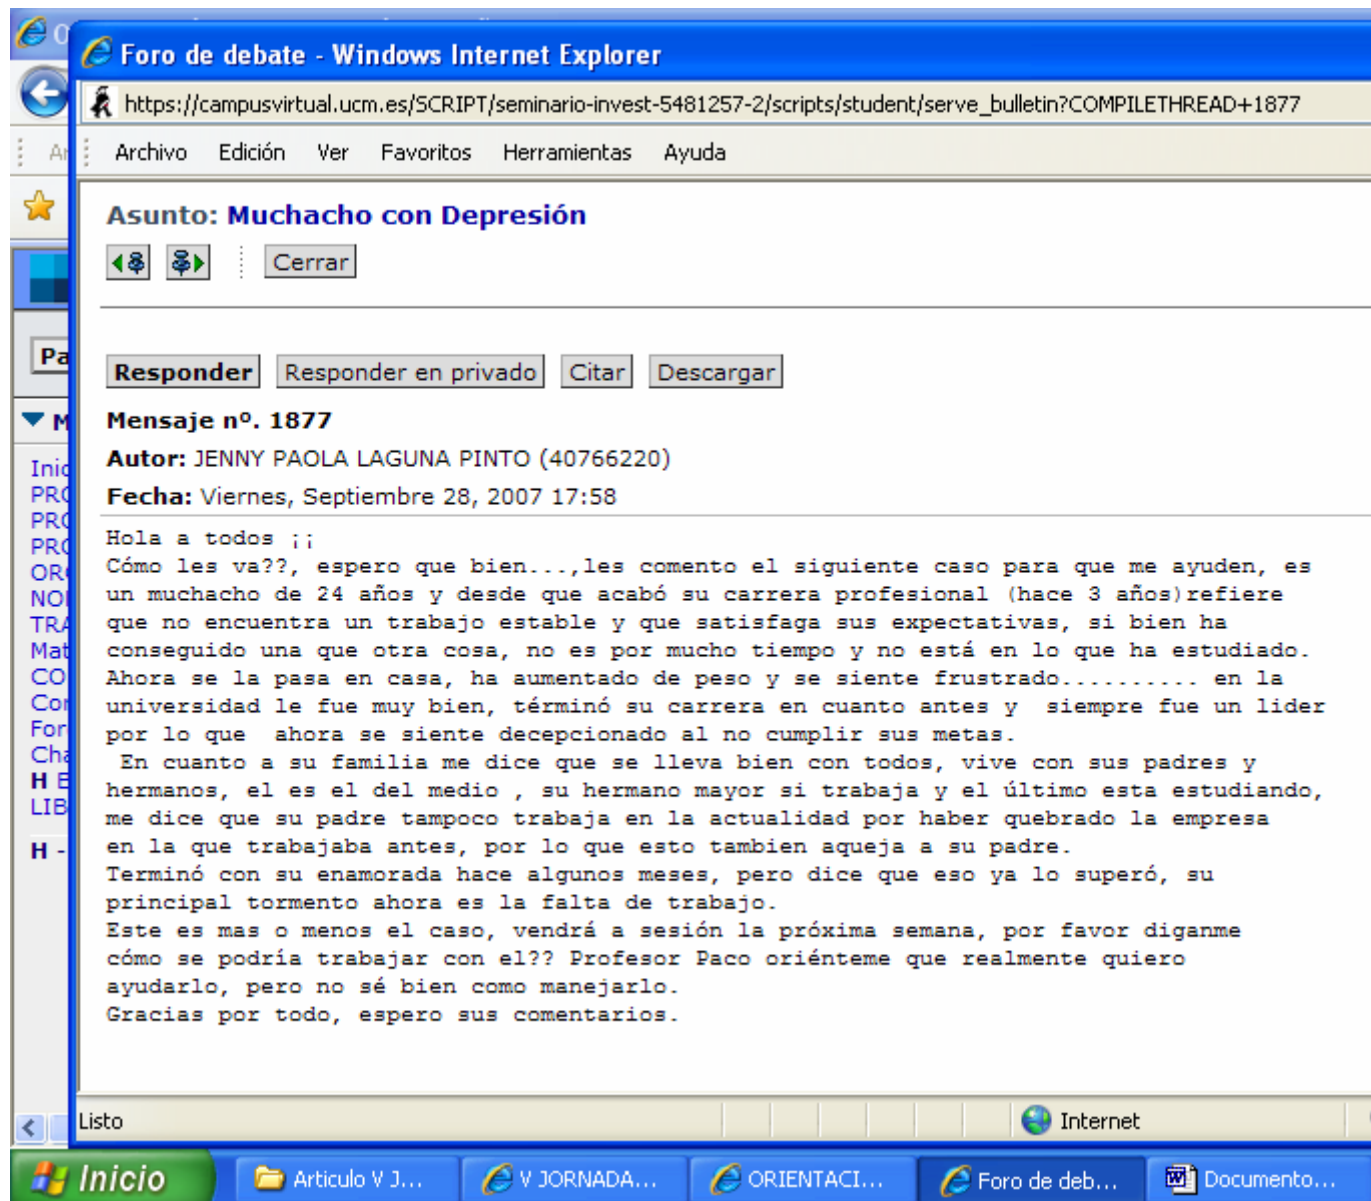 Foro de debate - Windows Internet Explorer
https://campusvirtual.ucm.es/SCRIPT/seminario-invest-5481257-2/scripts/student/serve_bulletin?COMPILETHREAD+1877
Archivo Edición Ver Favoritos Herramientas Ayuda
Asunto: Muchacho con Depresión
Cerrar
Responder Responder en privado Citar Descargar
Mensaje nº. 1877
Autor: JENNY PAOLA LAGUNA PINTO (40766220)
Fecha: Viernes, Septiembre 28, 2007 17:58
Hola a todos ¡¡
Cómo les va??, espero que bien...,les comento el siguiente caso para que me ayuden, es
un muchacho de 24 años y desde que acabó su carrera profesional (hace 3 años)refiere
que no encuentra un trabajo estable y que satisfaga sus expectativas, si bien ha
conseguido una que otra cosa, no es por mucho tiempo y no está en lo que ha estudiado.
Ahora se la pasa en casa, ha aumentado de peso y se siente frustrado.......... en la
universidad le fue muy bien, términó su carrera en cuanto antes y  siempre fue un lider
por lo que  ahora se siente decepcionado al no cumplir sus metas.
En cuanto a su familia me dice que se lleva bien con todos, vive con sus padres y
hermanos, el es el del medio , su hermano mayor si trabaja y el último esta estudiando,
me dice que su padre tampoco trabaja en la actualidad por haber quebrado la empresa
en la que trabajaba antes, por lo que esto tambien aqueja a su padre.
Terminó con su enamorada hace algunos meses, pero dice que eso ya lo superó, su
principal tormento ahora es la falta de trabajo.
Este es mas o menos el caso, vendrá a sesión la próxima semana, por favor diganme
cómo se podría trabajar con el?? Profesor Paco oriénteme que realmente quiero
ayudarlo, pero no sé bien como manejarlo.
Gracias por todo, espero sus comentarios.
Pa
M
Inic
PRO
PRO
PRO
NOI
TRA
Mat
CO
Cor
For
Cha
H E
LIB
H -
Listo Internet
Inicio Articulo V J... V JORNADA... ORIENTACI... Foro de deb... Documento...